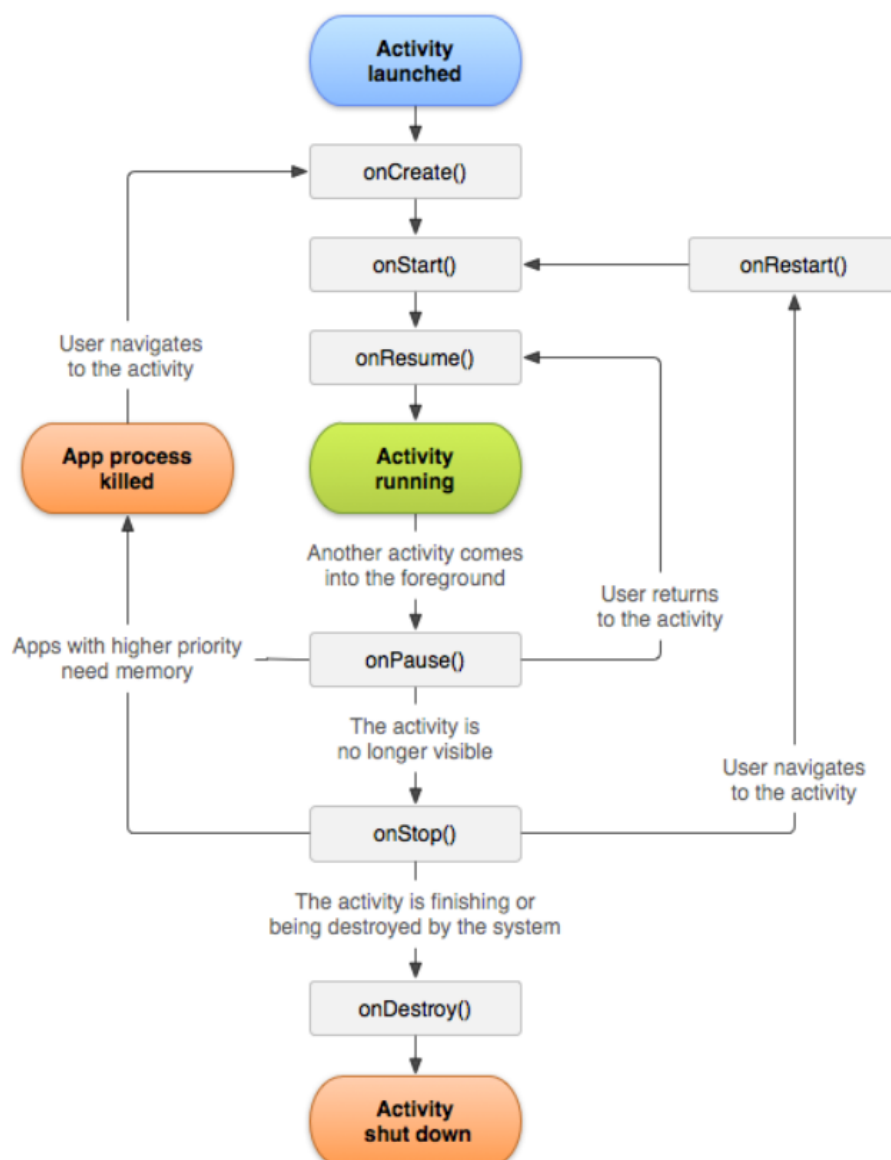 Activity
launched
onCreate()
onStart()
onRestart()
User navigates
to the activity
onResume()
App process
killed
Activity
running
Another activity comes
into the foreground
User returns
to the activity
Apps with higher priority
need memory
onPause()
The activity is
no longer visible
User navigates
to the activity
onStop()
The activity is finishing or
being destroyed by the system
onDestroy()
Activity
shut down